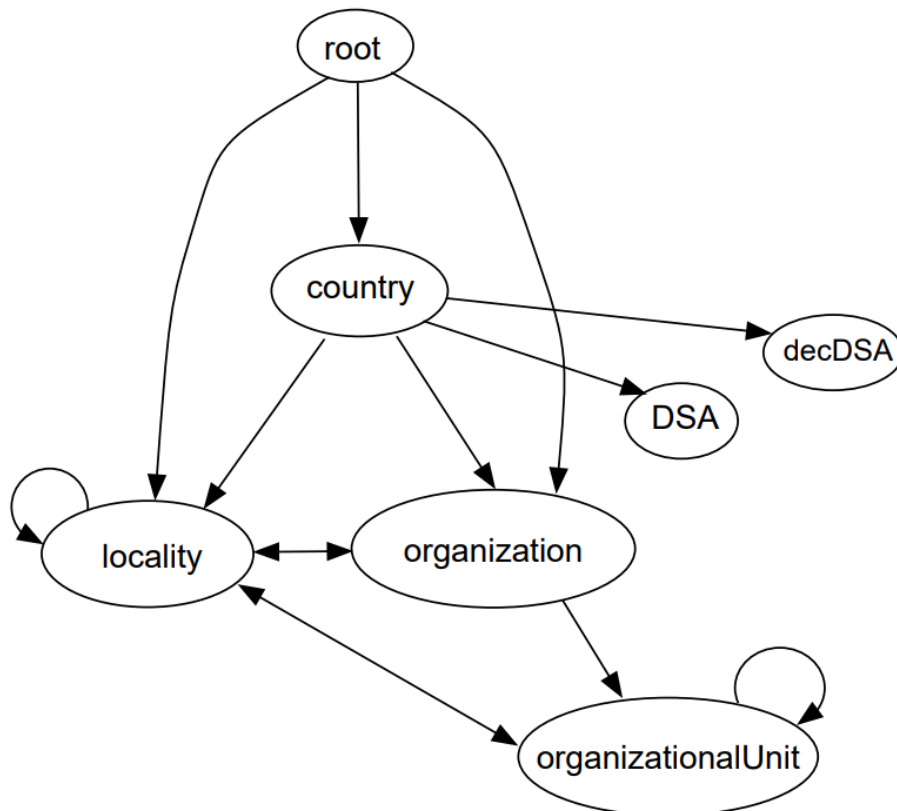 root
country
decDSA
DSA
locality
organization
organizationalUnit